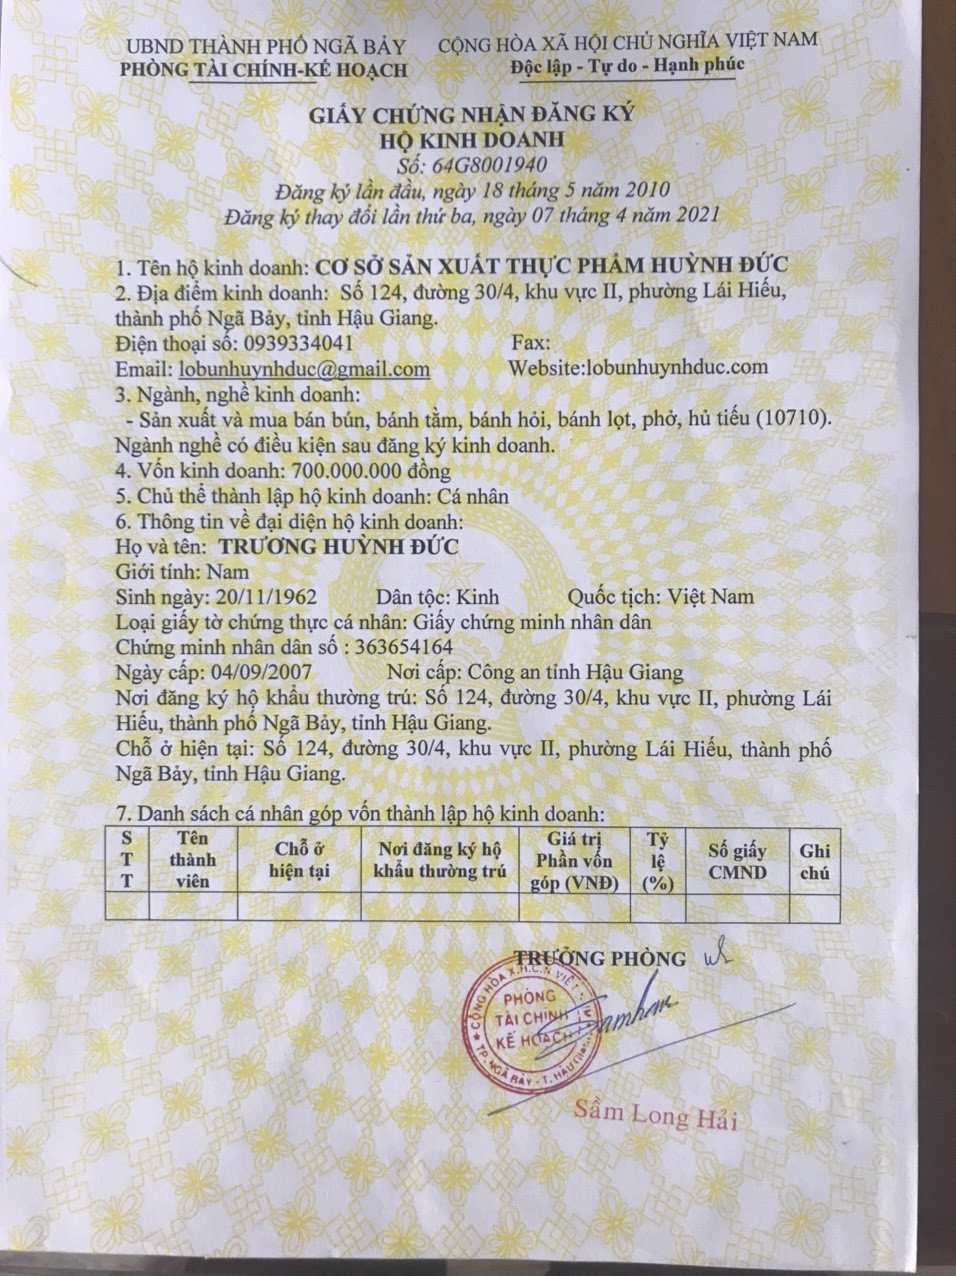 UBND THÀNH PHỐ NGÃ BẢY CỘNG HÒA XÃ HỘI CHỦ NGHĨA VIỆT NAM
PHÒNG TÀI CHÍNH-KẾ HOẠCH Độc lập - Tự do - Hạnh phúc
GIẤY CHỨNG NHẬN ĐĂNG KÝ
HỘ KINH DOANH
Số: 64G8001940
Đăng ký lần đầu, ngày 18 tháng 5 năm 2010
Đăng ký thay đổi lần thứ ba, ngày 07 tháng 4 năm 2021
1. Tên hộ kinh doanh: CƠ SỞ SẢN XUẤT THỰC PHẨM HUỲNH ĐỨC
2. Địa điểm kinh doanh: Số 124, đường 30/4, khu vực II, phường Lái Hiếu,
thành phố Ngã Bảy, tỉnh Hậu Giang.
Điện thoại số: 0939334041 Fax:
Email: lobunhuynhduc@gmail.com Website:lobunhuynhduc.com
3. Ngành, nghề kinh doanh:
- Sản xuất và mua bán bún, bánh tằm, bánh hỏi, bánh lọt, phở, hủ tiếu (10710).
Ngành nghề có điều kiện sau đăng ký kinh doanh.
4. Vốn kinh doanh: 700.000.000 đồng
5. Chủ thể thành lập hộ kinh doanh: Cá nhân
6. Thông tin về đại diện hộ kinh doanh:
Họ và tên: TRƯƠNG HUỲNH ĐỨC
Giới tính: Nam
Sinh ngày: 20/11/1962 Dân tộc: Kinh Quốc tịch: Việt Nam
Loại giấy tờ chứng thực cá nhân: Giấy chứng minh nhân dân
Chứng minh nhân dân số : 363654164
Ngày cấp: 04/09/2007 Nơi cấp: Công an tỉnh Hậu Giang
Nơi đăng ký hộ khẩu thường trú: Số 124, đường 30/4, khu vực II, phường Lái
Hiếu, thành phố Ngã Bảy, tỉnh Hậu Giang.
Chỗ ở hiện tại: Số 124, đường 30/4, khu vực II, phường Lái Hiếu, thành phố
Ngã Bảy, tỉnh Hậu Giang.
7. Danh sách cá nhân góp vốn thành lập hộ kinh doanh:
S Tên Giá trị Tỷ
T thành Chỗ ở Nơi đăng ký hộ Phần vốn lệ Số giấy Ghi
T viên hiện tại khẩu thường trú góp (VNĐ) (%) CMND chú
TRƯỞNG PHÒNG
CỘNG HÒA X.H.C.N VIỆT
PHÒNG
TÀI CHÍNH
KẾ HOẠCH
TP.NGÃ BẢY - T. HẬU
Sầm Long Hải